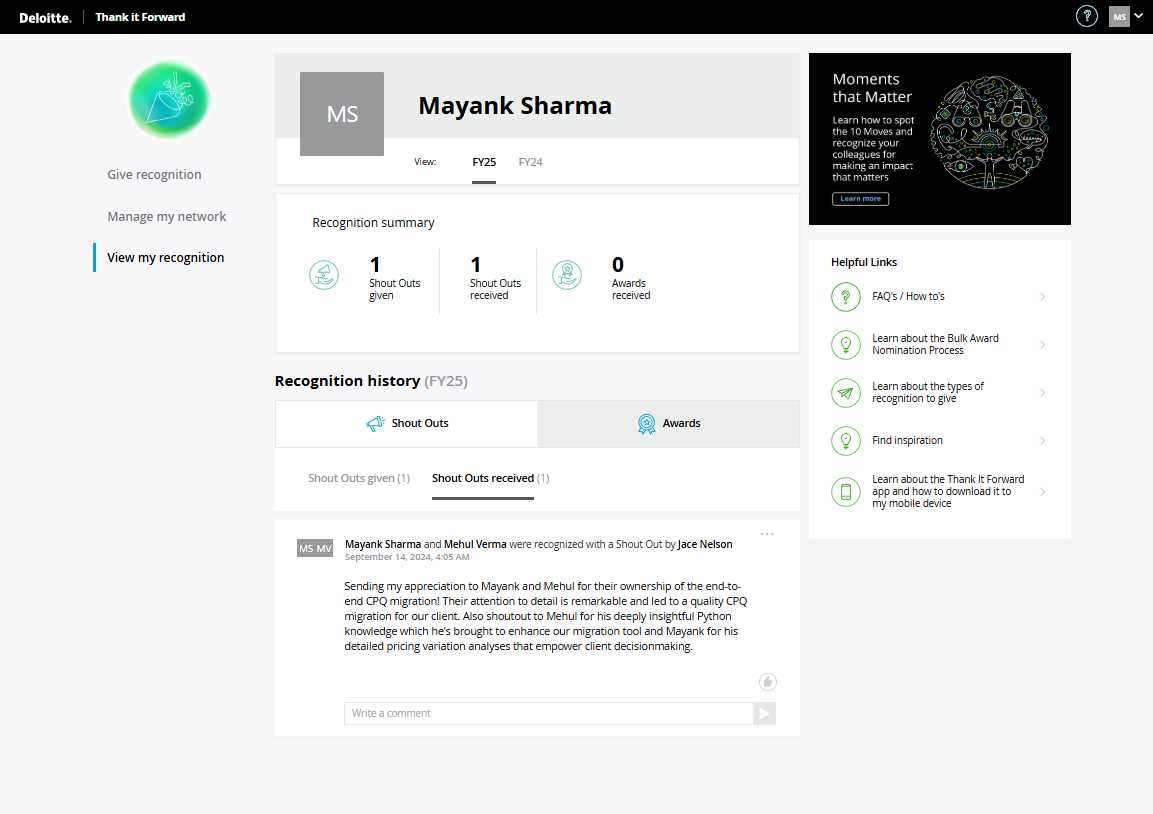 Deloitte. Thank it Forward
? MS
Give recognition
Manage my network
View my recognition
MS
Mayank Sharma
View: FY25 FY24
Recognition summary
1
Shout Outs
given
1
Shout Outs
received
0
Awards
received
Recognition history (FY25)
Shout Outs
Awards
Shout Outs given (1) Shout Outs received (1)
MS MV
Mayank Sharma and Mehul Verma were recognized with a Shout Out by Jace Nelson
September 14, 2024, 4:05 AM
Sending my appreciation to Mayank and Mehul for their ownership of the end-to-
end CPQ migration! Their attention to detail is remarkable and led to a quality CPQ
migration for our client. Also shoutout to Mehul for his deeply insightful Python
knowledge which he's brought to enhance our migration tool and Mayank for his
detailed pricing variation analyses that empower client decisionmaking.
Write a comment
Moments
that Matter
Learn how to spot
the 10 Moves and
recognize your
colleagues for
making an impact
that matters
Learn more
Helpful Links
FAQ's / How to's
Learn about the Bulk Award
Nomination Process
Learn about the types of
recognition to give
Find inspiration
Learn about the Thank It Forward
app and how to download it to
my mobile device